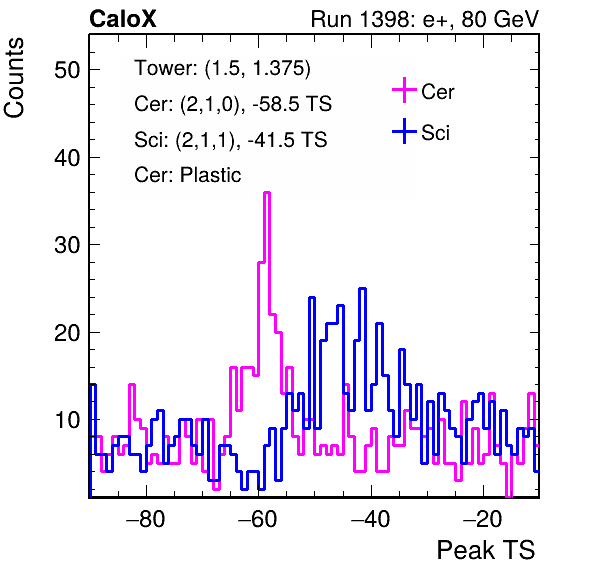 CaloX Run 1398: e+, 80 GeV
Counts
Tower: (1.5, 1.375)
Cer: (2,1,0), -58.5 TS
Sci: (2,1,1), -41.5 TS
Cer: Plastic
Cer
Sci
50
40
30
20
10
−80 −60 −40 −20
Peak TS